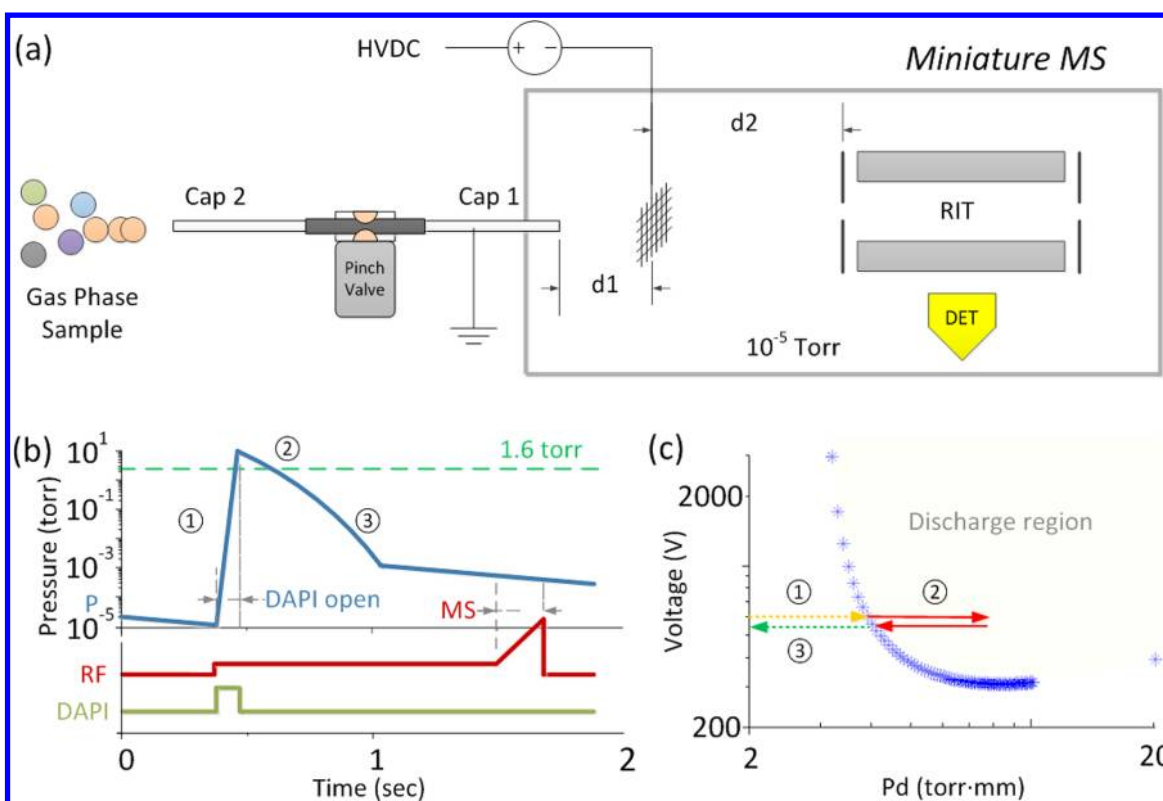 (a)
HVDC
+
−
Miniature MS
d2
Cap 2
Cap 1
RIT
Pinch
Valve
d1
Gas Phase
Sample
DET
10⁻⁵ Torr
(b)
10¹
②
1.6 torr
10⁻¹
①
③
10⁻³
P
DAPI open
MS
10⁻⁵
Pressure (torr)
RF
DAPI
0
1
2
Time (sec)
(c)
2000
Discharge region
①
②
③
Voltage (V)
200
2
20
Pd (torr·mm)